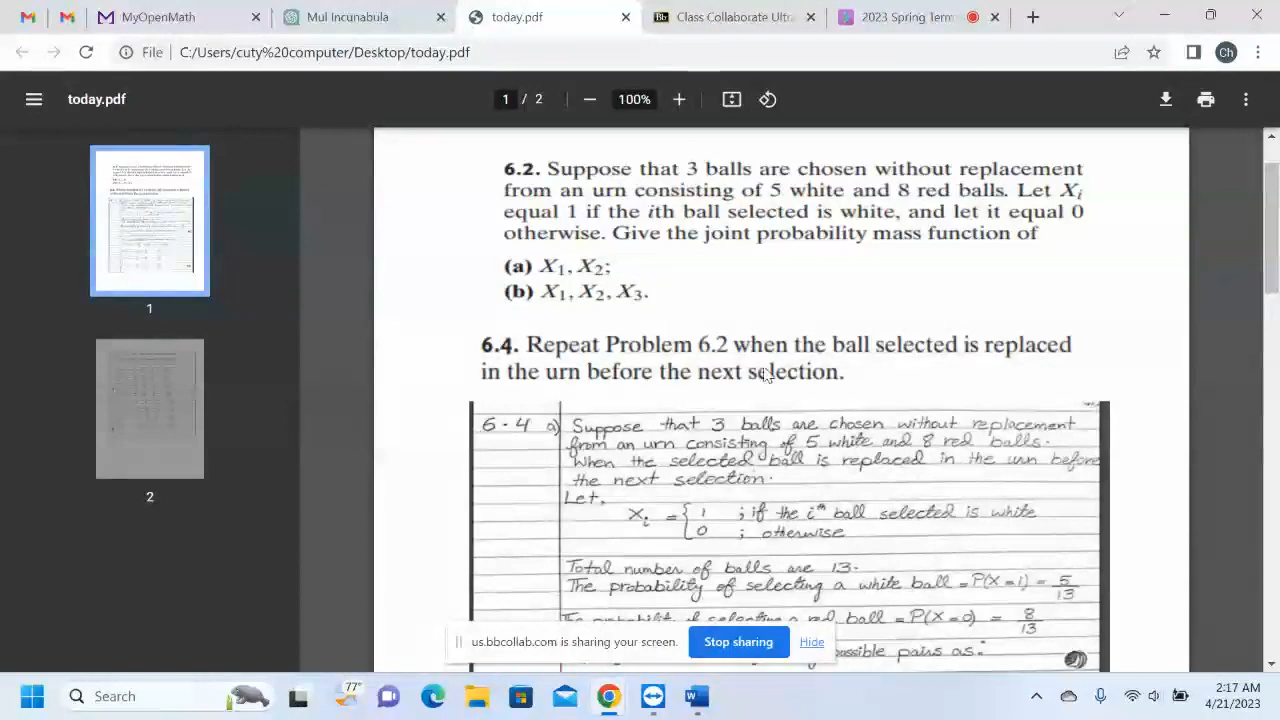 MyOpenMath
Mul Incunabula
today.pdf
Class Collaborate Ultra
2023 Spring Term
File
C:/Users/cuty%20computer/Desktop/today.pdf
Ch
today.pdf
1 / 2
100%
6.2. Suppose that 3 balls are chosen without replacement
from an urn consisting of 5 white and 8 red balls. Let Xi
equal 1 if the ith ball selected is white, and let it equal 0
otherwise. Give the joint probability mass function of
(a) X1, X2;
(b) X1, X2, X3.
1
6.4. Repeat Problem 6.2 when the ball selected is replaced
in the urn before the next selection.
2
6.4 a) Suppose that 3 balls are chosen without replacement
from an urn consisting of 5 white and 8 red balls.
When the selected ball is replaced in the urn before
the next selection.
Let,
Xi = { 1 ; if the ith ball selected is white
0 ; otherwise
Total number of balls are 13.
The probability of selecting a white ball = P(X=i) = 5/13
selecting a red ball = P(X=0) = 8/13
possible pairs as:
us.bbcollab.com is sharing your screen.
Stop sharing
Hide
Search
77°
2:17 AM
4/21/2023